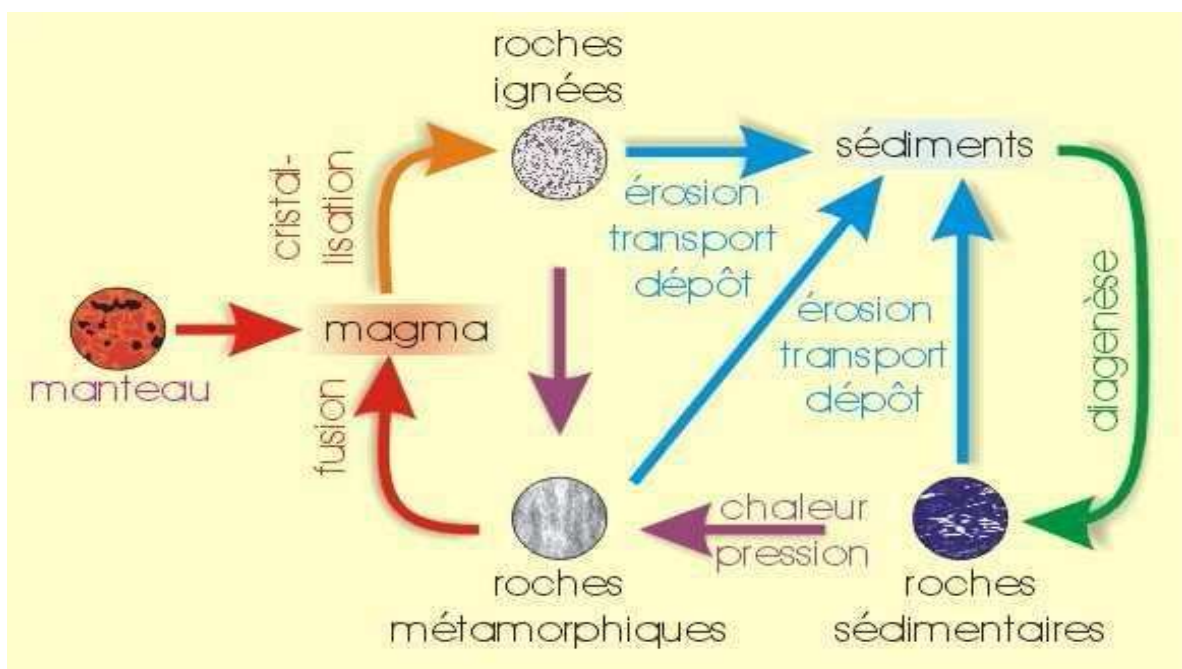 roches
ignées
sédiments
cristal-
lisation
érosion
transport
dépôt
érosion
transport
dépôt
diagenèse
magma
manteau
fusion
chaleur
pression
roches
métamorphiques
roches
sédimentaires